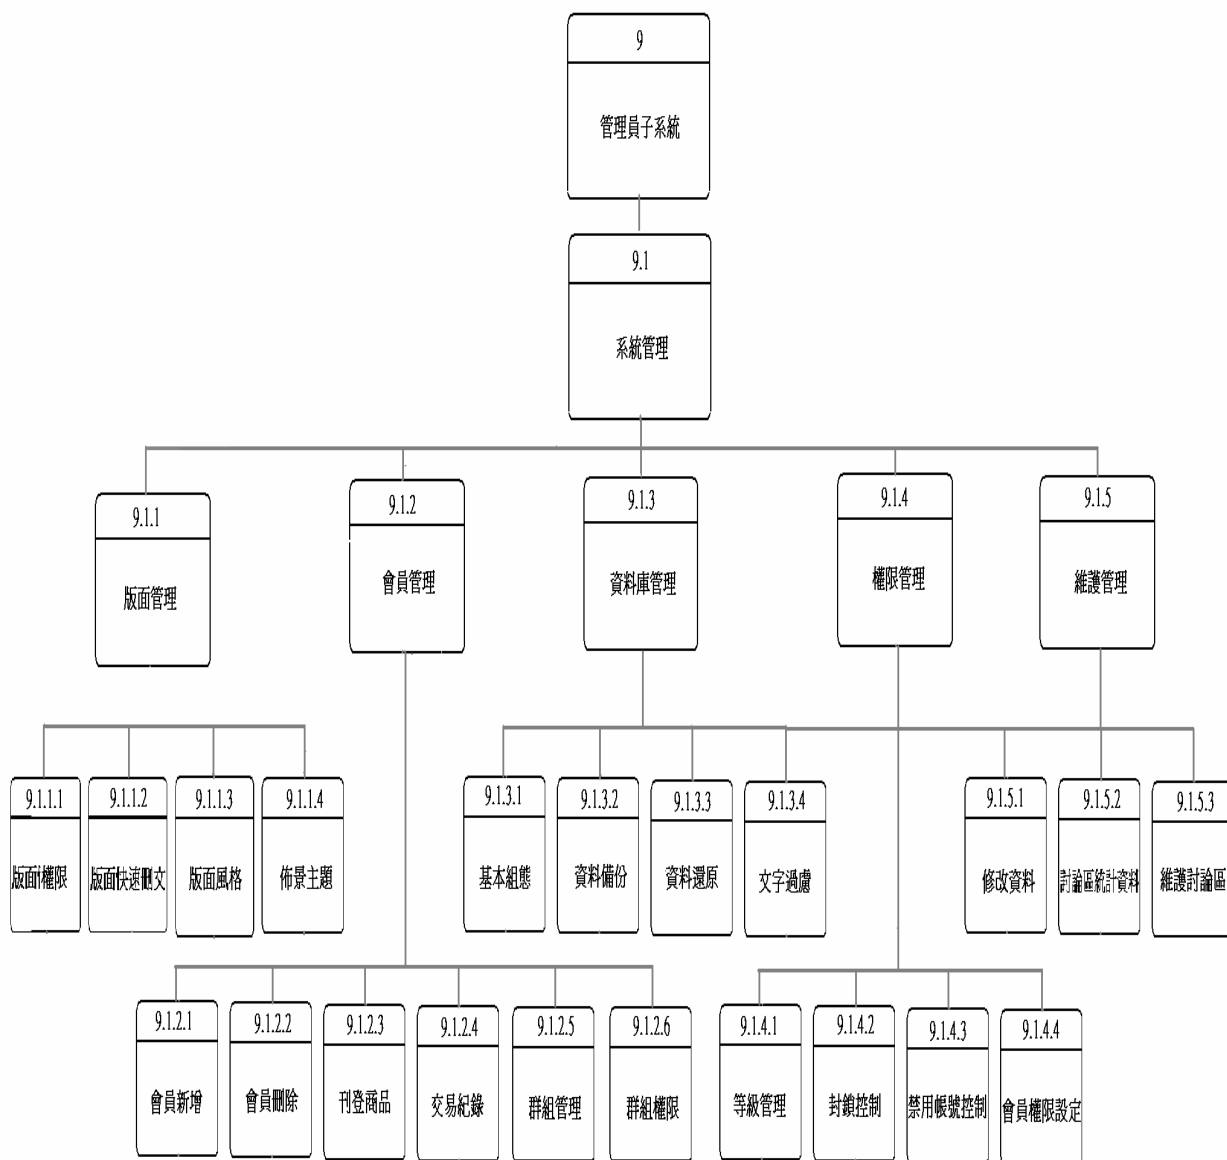 9
管理員子系統
9.1
系統管理
9.1.1
版面管理
9.1.2
會員管理
9.1.3
資料庫管理
9.1.4
權限管理
9.1.5
維護管理
9.1.1.1
版面權限
9.1.1.2
版面快速刪文
9.1.1.3
版面風格
9.1.1.4
佈景主題
9.1.3.1
基本組態
9.1.3.2
資料備份
9.1.3.3
資料還原
9.1.3.4
文字過慮
9.1.5.1
修改資料
9.1.5.2
討論區統計資料
9.1.5.3
維護討論區
9.1.2.1
會員新增
9.1.2.2
會員刪除
9.1.2.3
刊登商品
9.1.2.4
交易紀錄
9.1.2.5
群組管理
9.1.2.6
群組權限
9.1.4.1
等級管理
9.1.4.2
封鎖控制
9.1.4.3
禁用帳號控制
9.1.4.4
會員權限設定